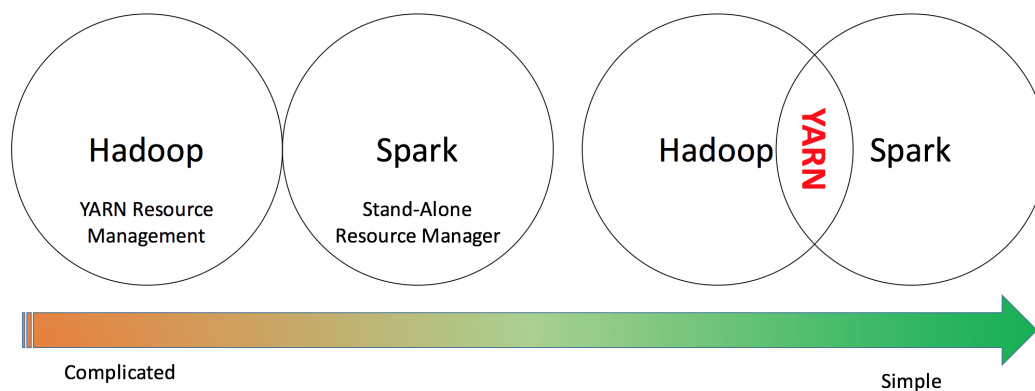 Hadoop
YARN Resource
Management
Spark
Stand-Alone
Resource Manager
Hadoop
YARN
Spark
Complicated
Simple